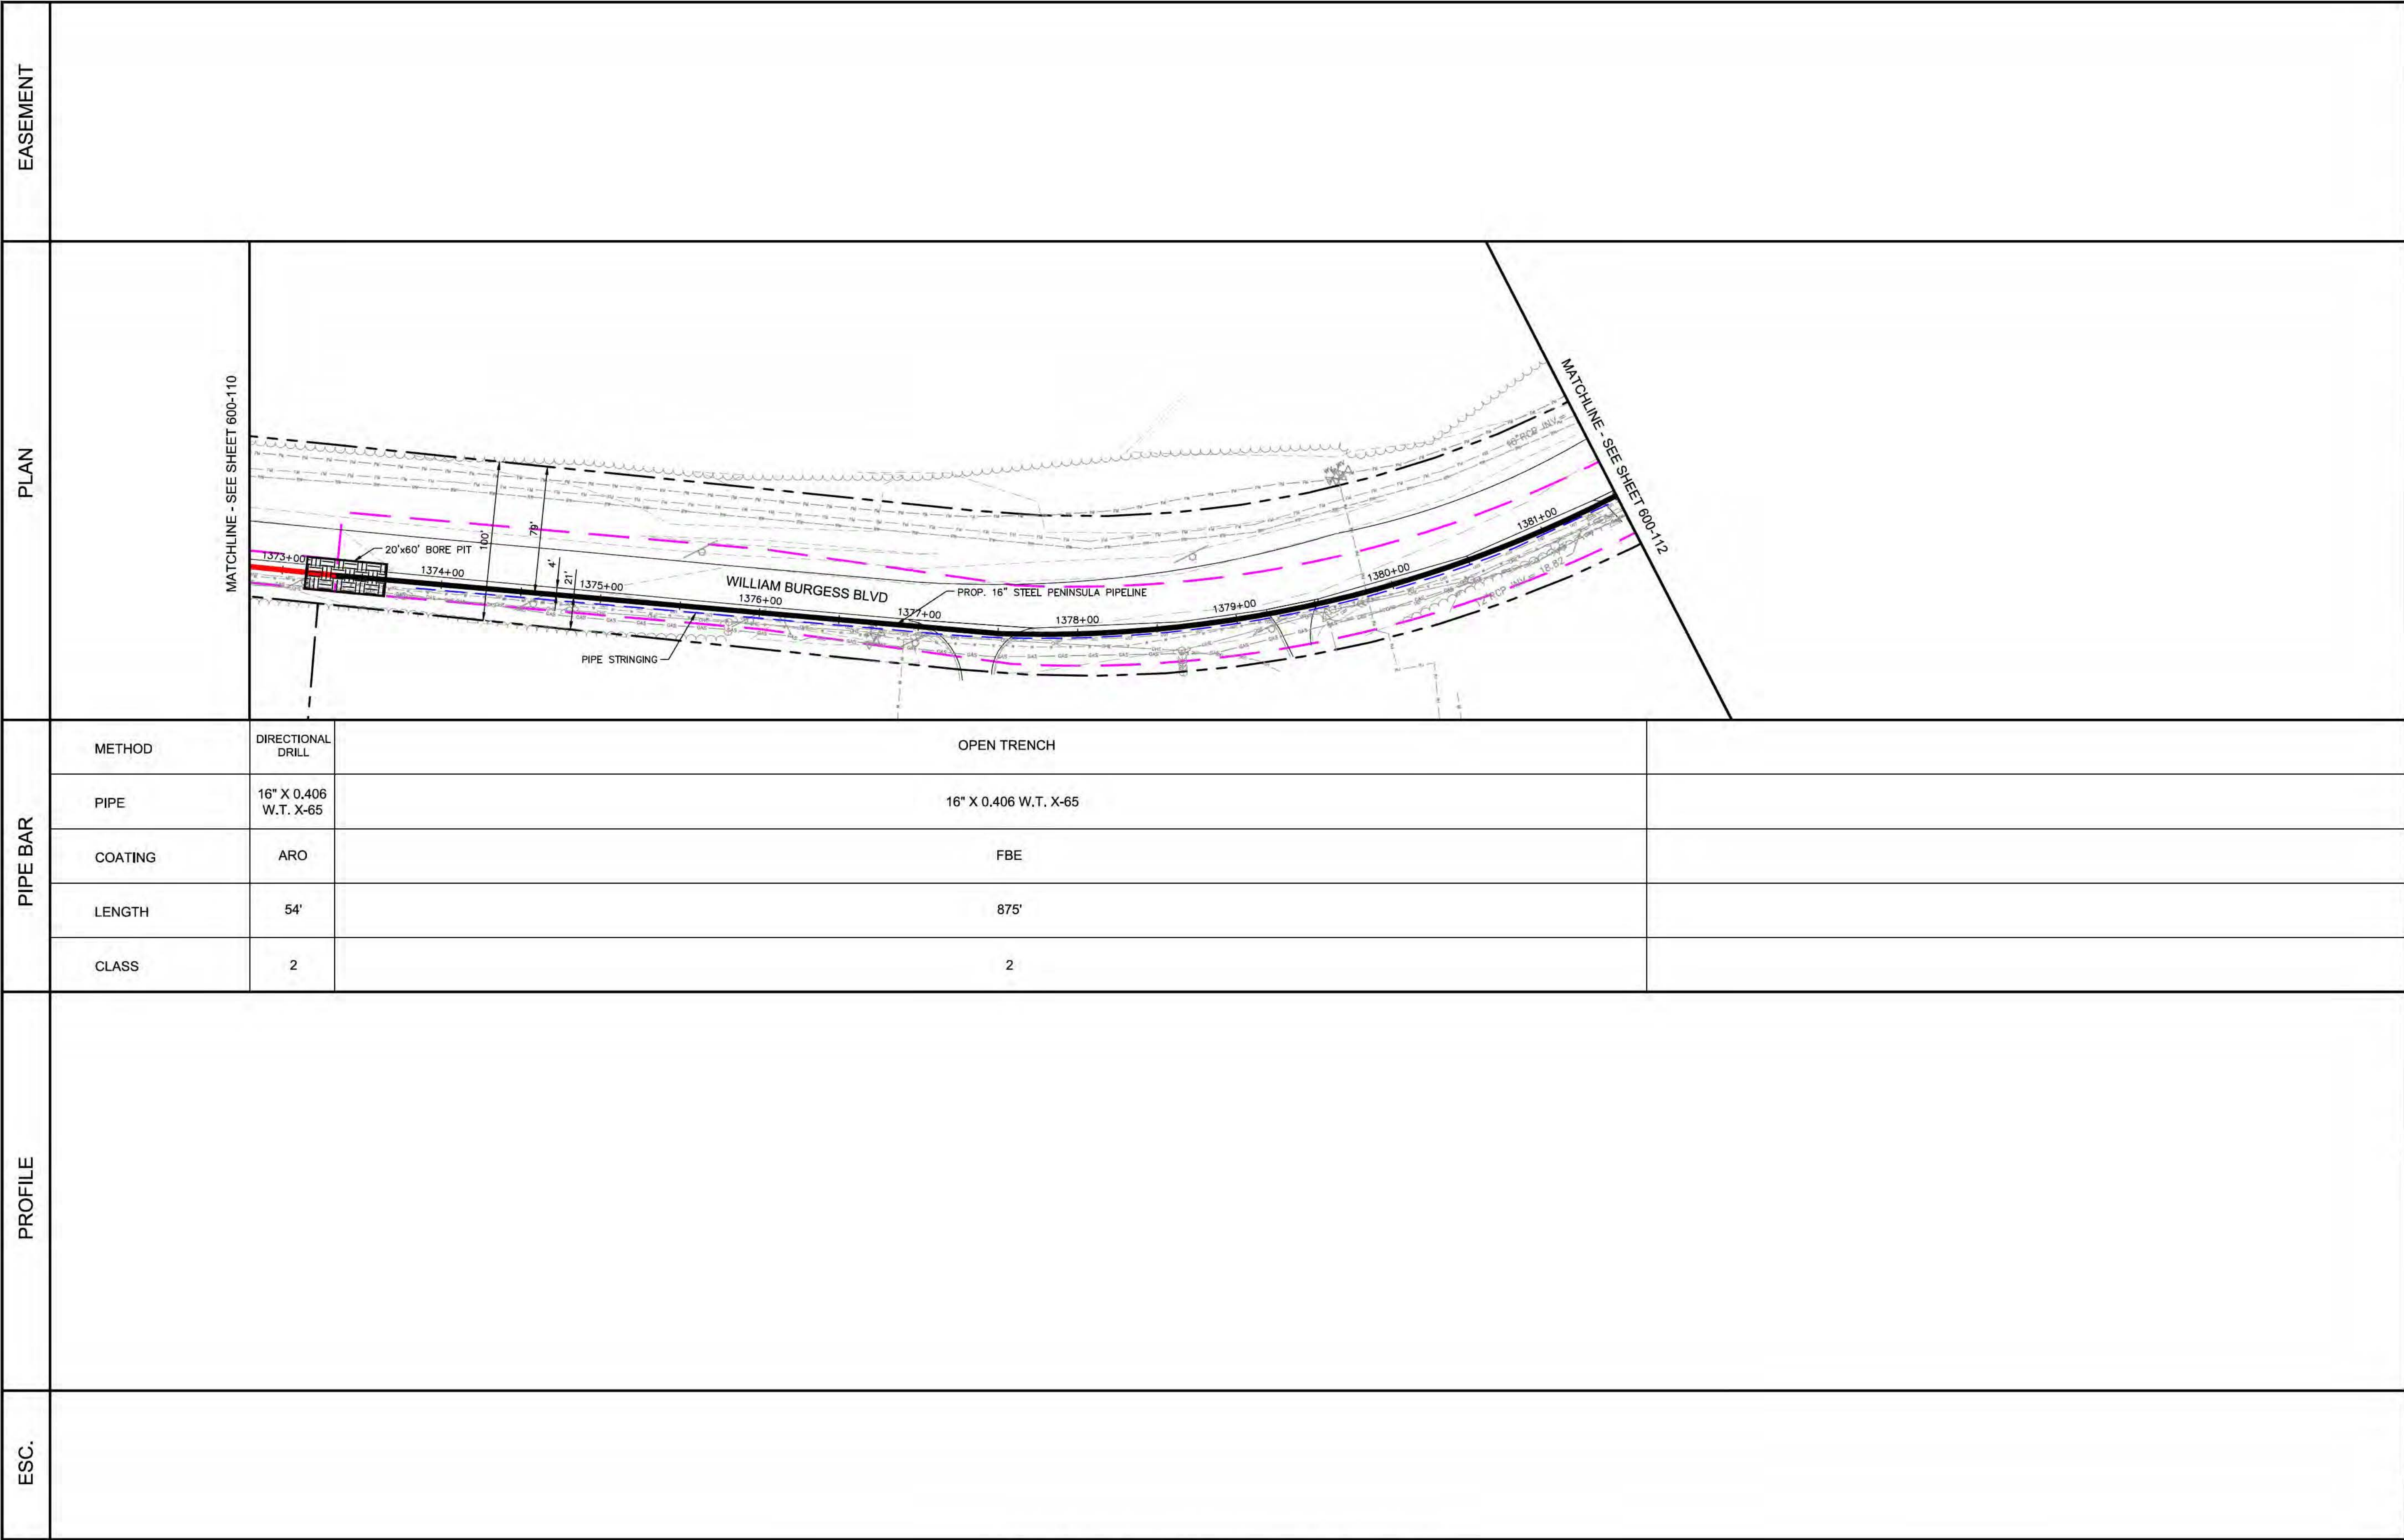 EASEMENT
PLAN
MATCHLINE - SEE SHEET 600-110
MATCHLINE - SEE SHEET 600-112
1373+00
20'x60' BORE PIT
1374+00
100'
79'
4'
21'
1375+00
WILLIAM BURGESS BLVD
1376+00
1377+00
PROP. 16" STEEL PENINSULA PIPELINE
1378+00
1379+00
1380+00
1381+00
PIPE STRINGING
PIPE BAR
METHOD
DIRECTIONAL
DRILL
OPEN TRENCH
PIPE
16" X 0.406
W.T. X-65
16" X 0.406 W.T. X-65
COATING
ARO
FBE
LENGTH
54'
875'
CLASS
2
2
PROFILE
ESC.